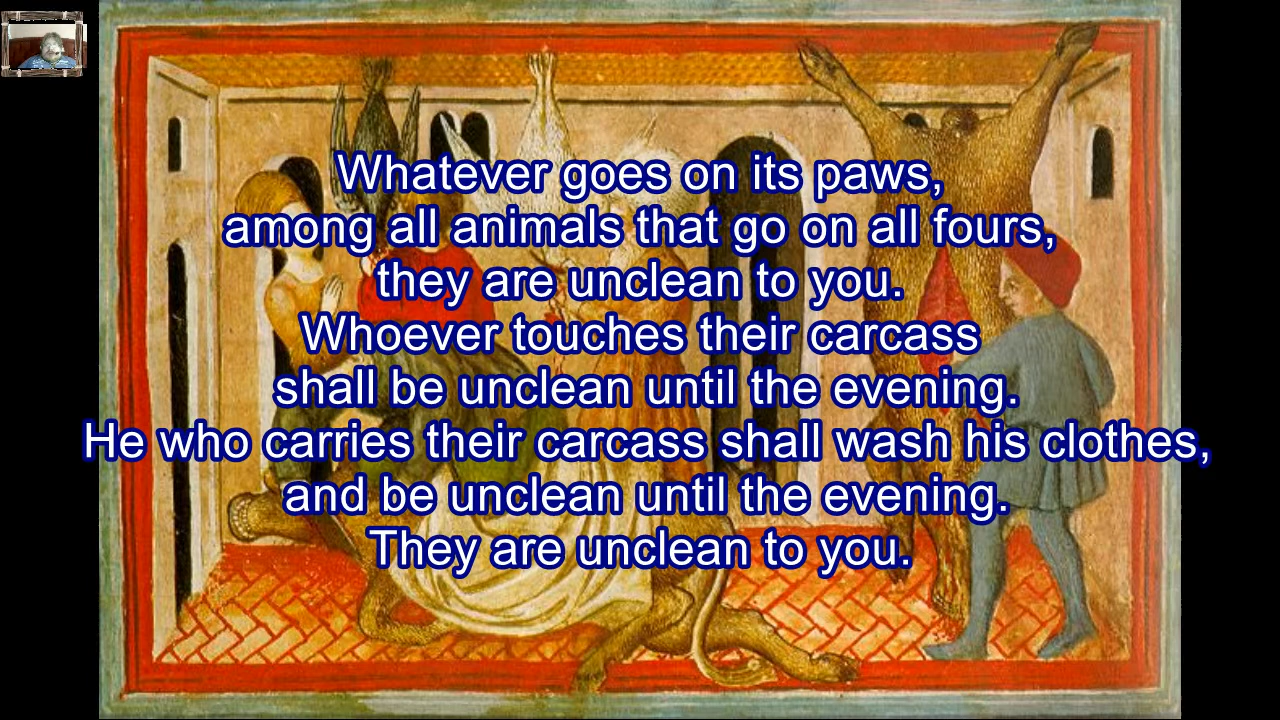 Whatever goes on its paws,
among all animals that go on all fours,
they are unclean to you.
Whoever touches their carcass
shall be unclean until the evening.
He who carries their carcass shall wash his clothes,
and be unclean until the evening.
They are unclean to you.